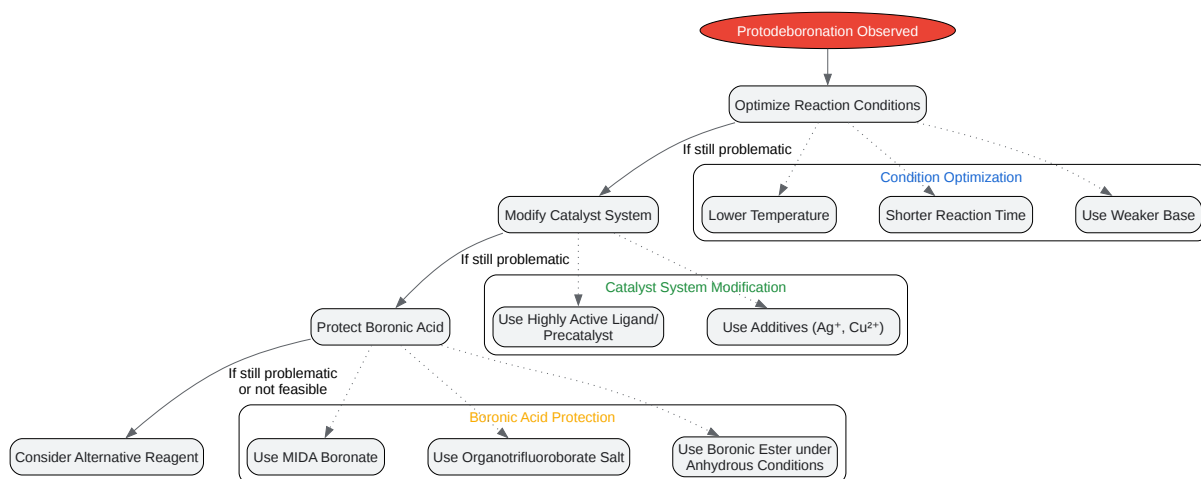 Protodeboronation Observed
Optimize Reaction Conditions
If still problematic
Condition Optimization
Lower Temperature
Shorter Reaction Time
Use Weaker Base
Modify Catalyst System
If still problematic
Catalyst System Modification
Use Highly Active Ligand/
Precatalyst
Use Additives (Ag⁺, Cu²⁺)
Protect Boronic Acid
If still problematic
or not feasible
Boronic Acid Protection
Consider Alternative Reagent
Use MIDA Boronate
Use Organotrifluoroborate Salt
Use Boronic Ester under
Anhydrous Conditions